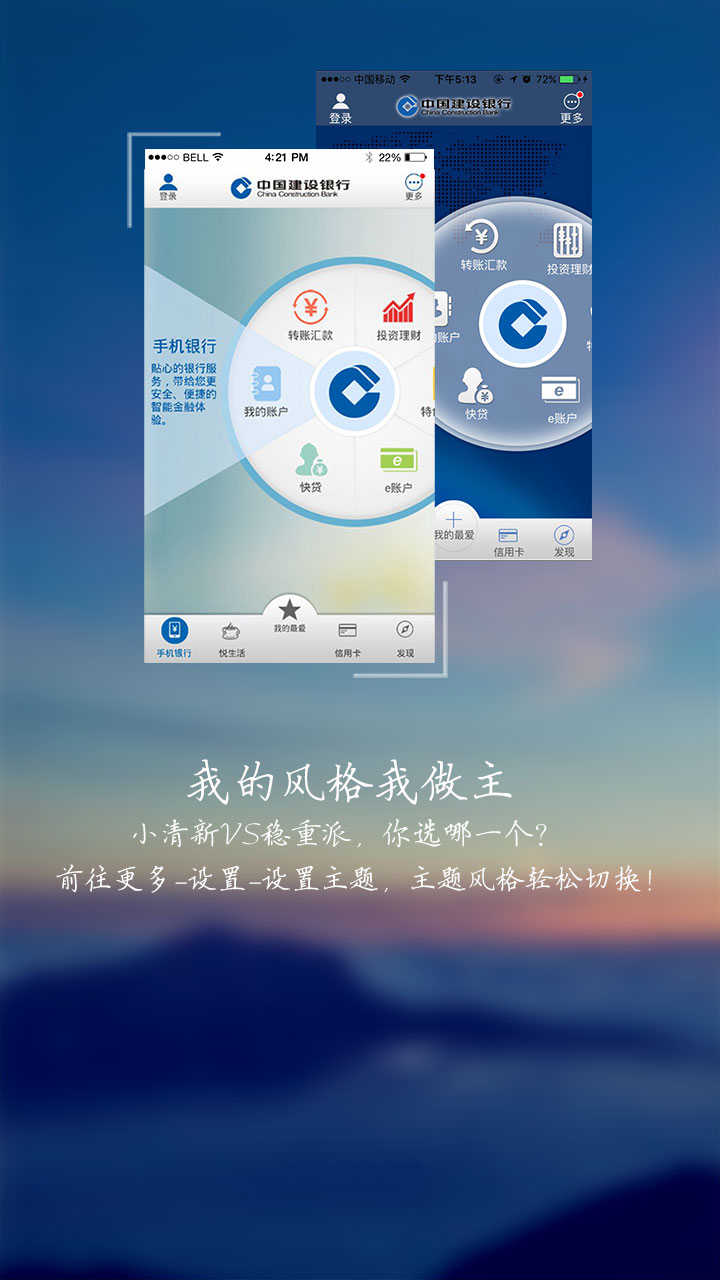 中国移动 下午5:13 72%
登录 中国建设银行 更多
China Construction Bank
转账汇款 投资理财
账户
快贷 e账户
我的最爱 信用卡 发现
BELL 4:21 PM 22%
登录 中国建设银行 更多
China Construction Bank
转账汇款 投资理财
手机银行
贴心的银行服
务，带给您更
安全、便捷的
智能金融体
验。
我的账户 特
快贷 e账户
手机银行 悦生活 我的最爱 信用卡 发现
我的风格我做主
小清新VS稳重派，你选哪一个？
前往更多-设置-设置主题，主题风格轻松切换！